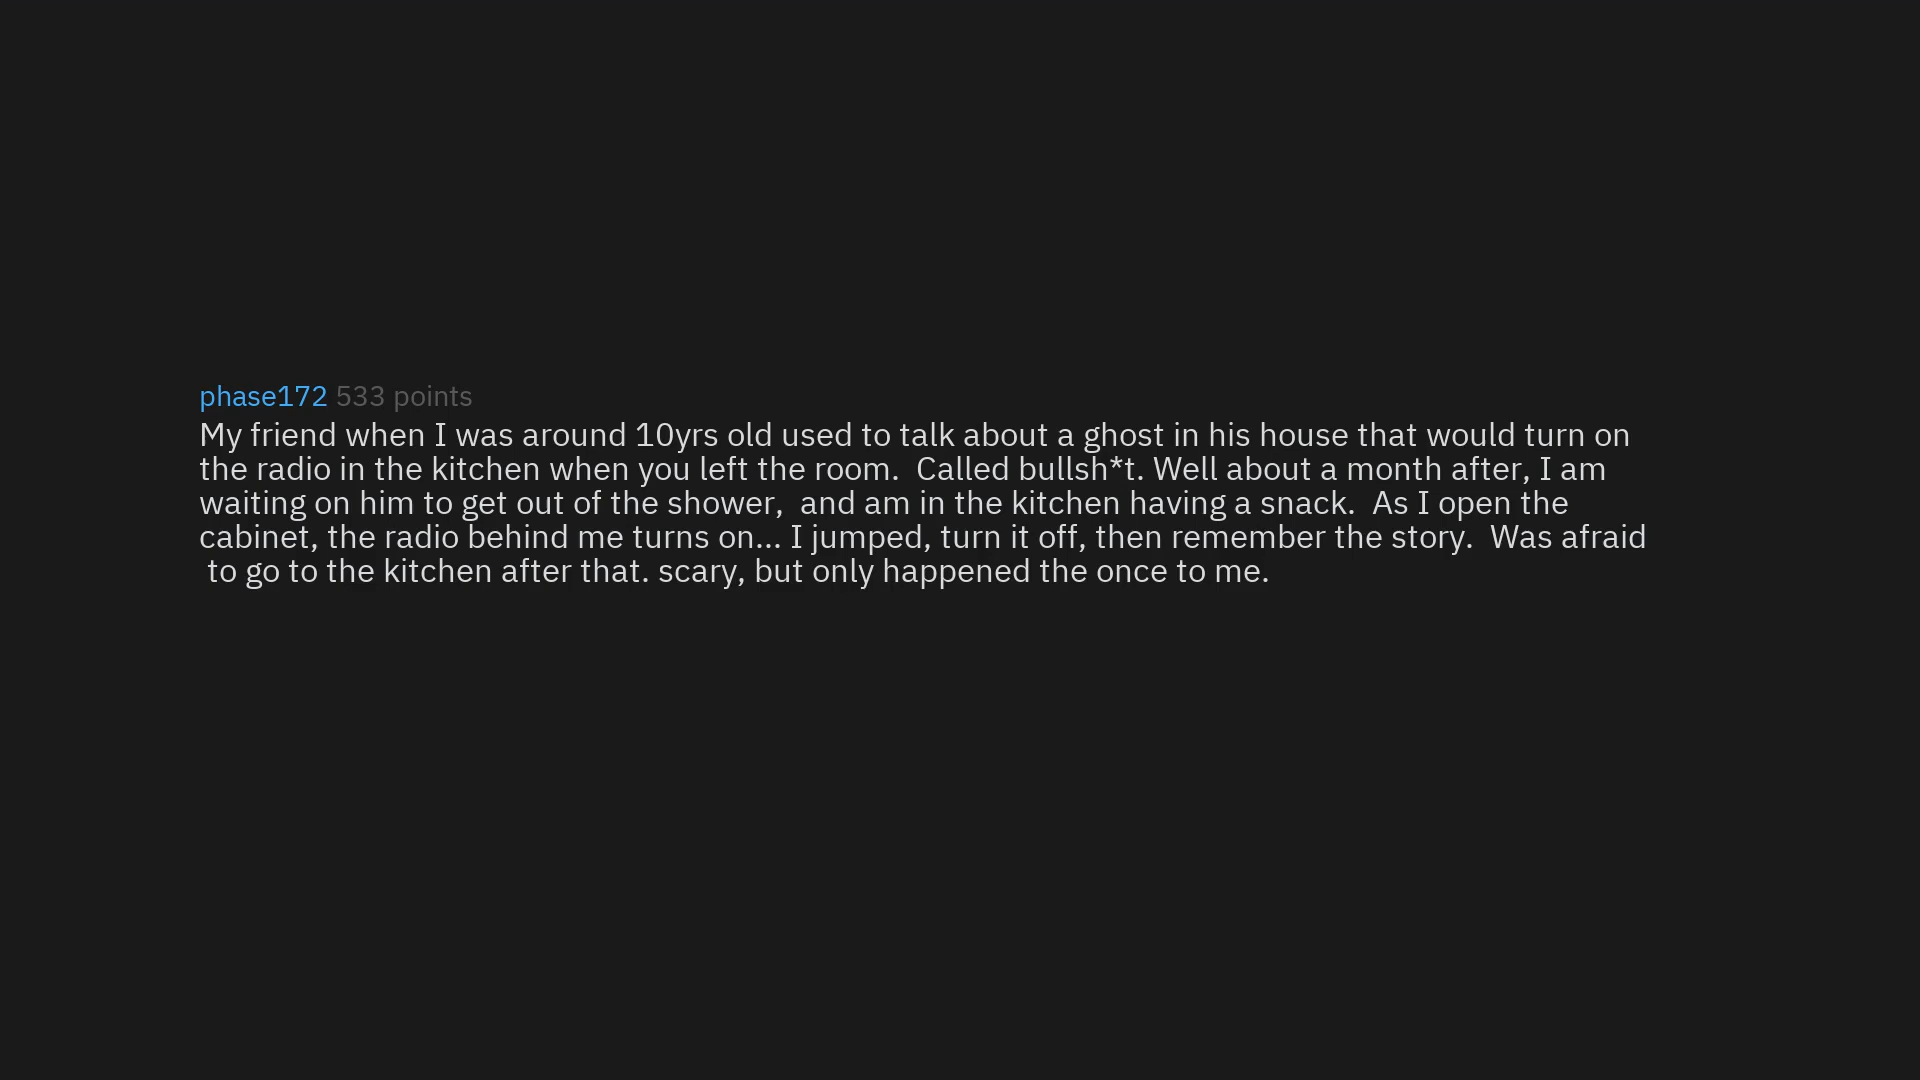 phase172 533 points
My friend when I was around 10yrs old used to talk about a ghost in his house that would turn on
the radio in the kitchen when you left the room.  Called bullsh*t. Well about a month after, I am
waiting on him to get out of the shower,  and am in the kitchen having a snack.  As I open the
cabinet, the radio behind me turns on... I jumped, turn it off, then remember the story.  Was afraid
 to go to the kitchen after that. scary, but only happened the once to me.